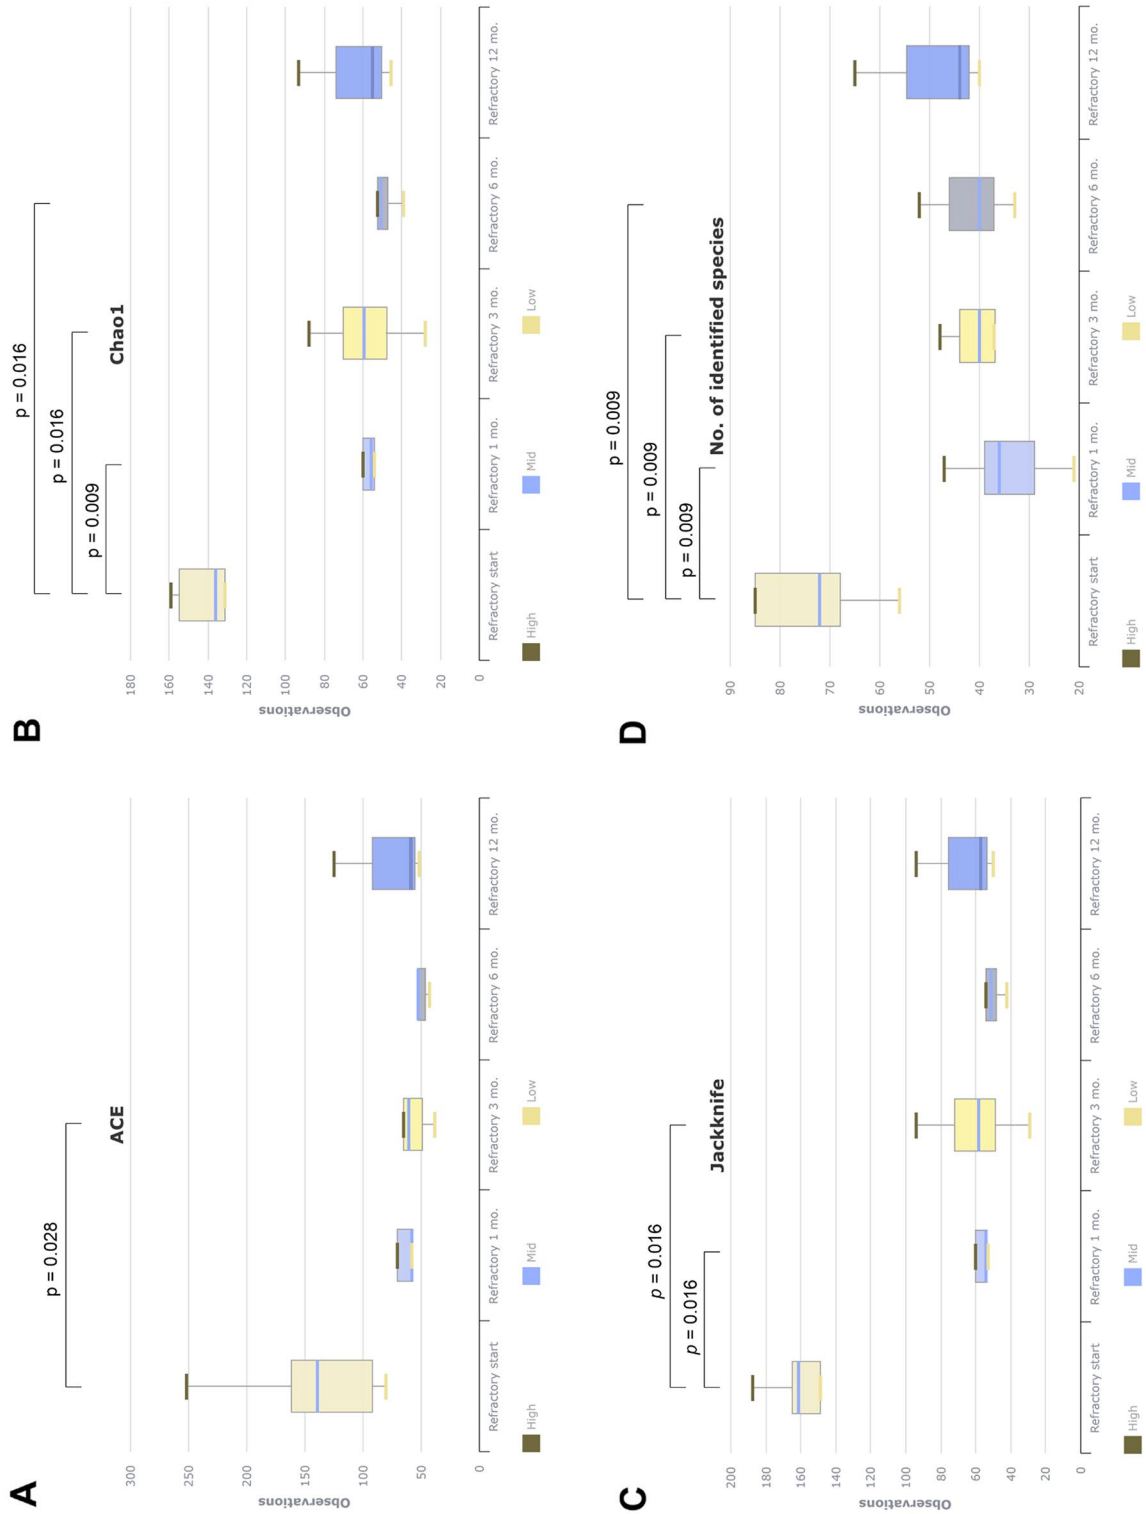 A
p = 0.028
ACE
Observations
300
250
200
150
100
50
0
Refractory start
Refractory 1 mo.
Refractory 3 mo.
Refractory 6 mo.
Refractory 12 mo.
High
Mid
Low
B
p = 0.016
p = 0.016
p = 0.009
Chao1
Observations
180
160
140
120
100
80
60
40
20
0
Refractory start
Refractory 1 mo.
Refractory 3 mo.
Refractory 6 mo.
Refractory 12 mo.
High
Mid
Low
C
p = 0.016
p = 0.016
Jackknife
Observations
200
180
160
140
120
100
80
60
40
20
0
Refractory start
Refractory 1 mo.
Refractory 3 mo.
Refractory 6 mo.
Refractory 12 mo.
High
Mid
Low
D
p = 0.009
p = 0.009
p = 0.009
No. of identified species
Observations
90
80
70
60
50
40
30
20
Refractory start
Refractory 1 mo.
Refractory 3 mo.
Refractory 6 mo.
Refractory 12 mo.
High
Mid
Low